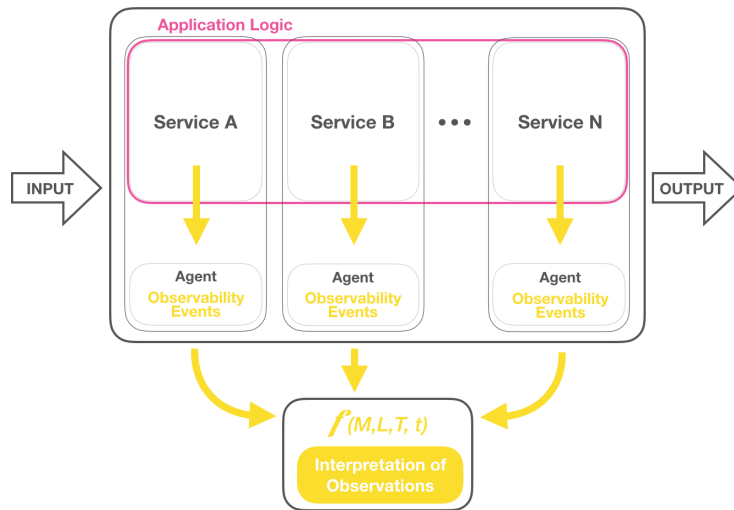 Application Logic
Service A
Service B
•••
Service N
INPUT
OUTPUT
Agent
Observability
Events
Agent
Observability
Events
Agent
Observability
Events
f(M,L,T, t)
Interpretation of
Observations